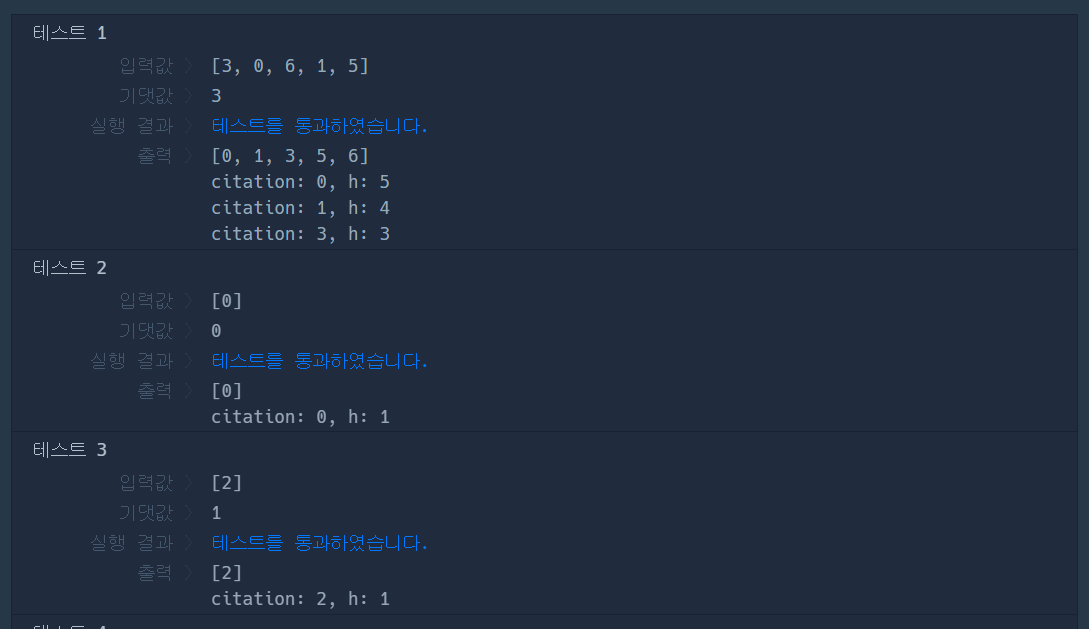 테스트 1
입력값 〉 [3, 0, 6, 1, 5]
기댓값 〉 3
실행 결과 〉 테스트를 통과하였습니다.
출력 〉 [0, 1, 3, 5, 6]
citation: 0, h: 5
citation: 1, h: 4
citation: 3, h: 3
테스트 2
입력값 〉 [0]
기댓값 〉 0
실행 결과 〉 테스트를 통과하였습니다.
출력 〉 [0]
citation: 0, h: 1
테스트 3
입력값 〉 [2]
기댓값 〉 1
실행 결과 〉 테스트를 통과하였습니다.
출력 〉 [2]
citation: 2, h: 1